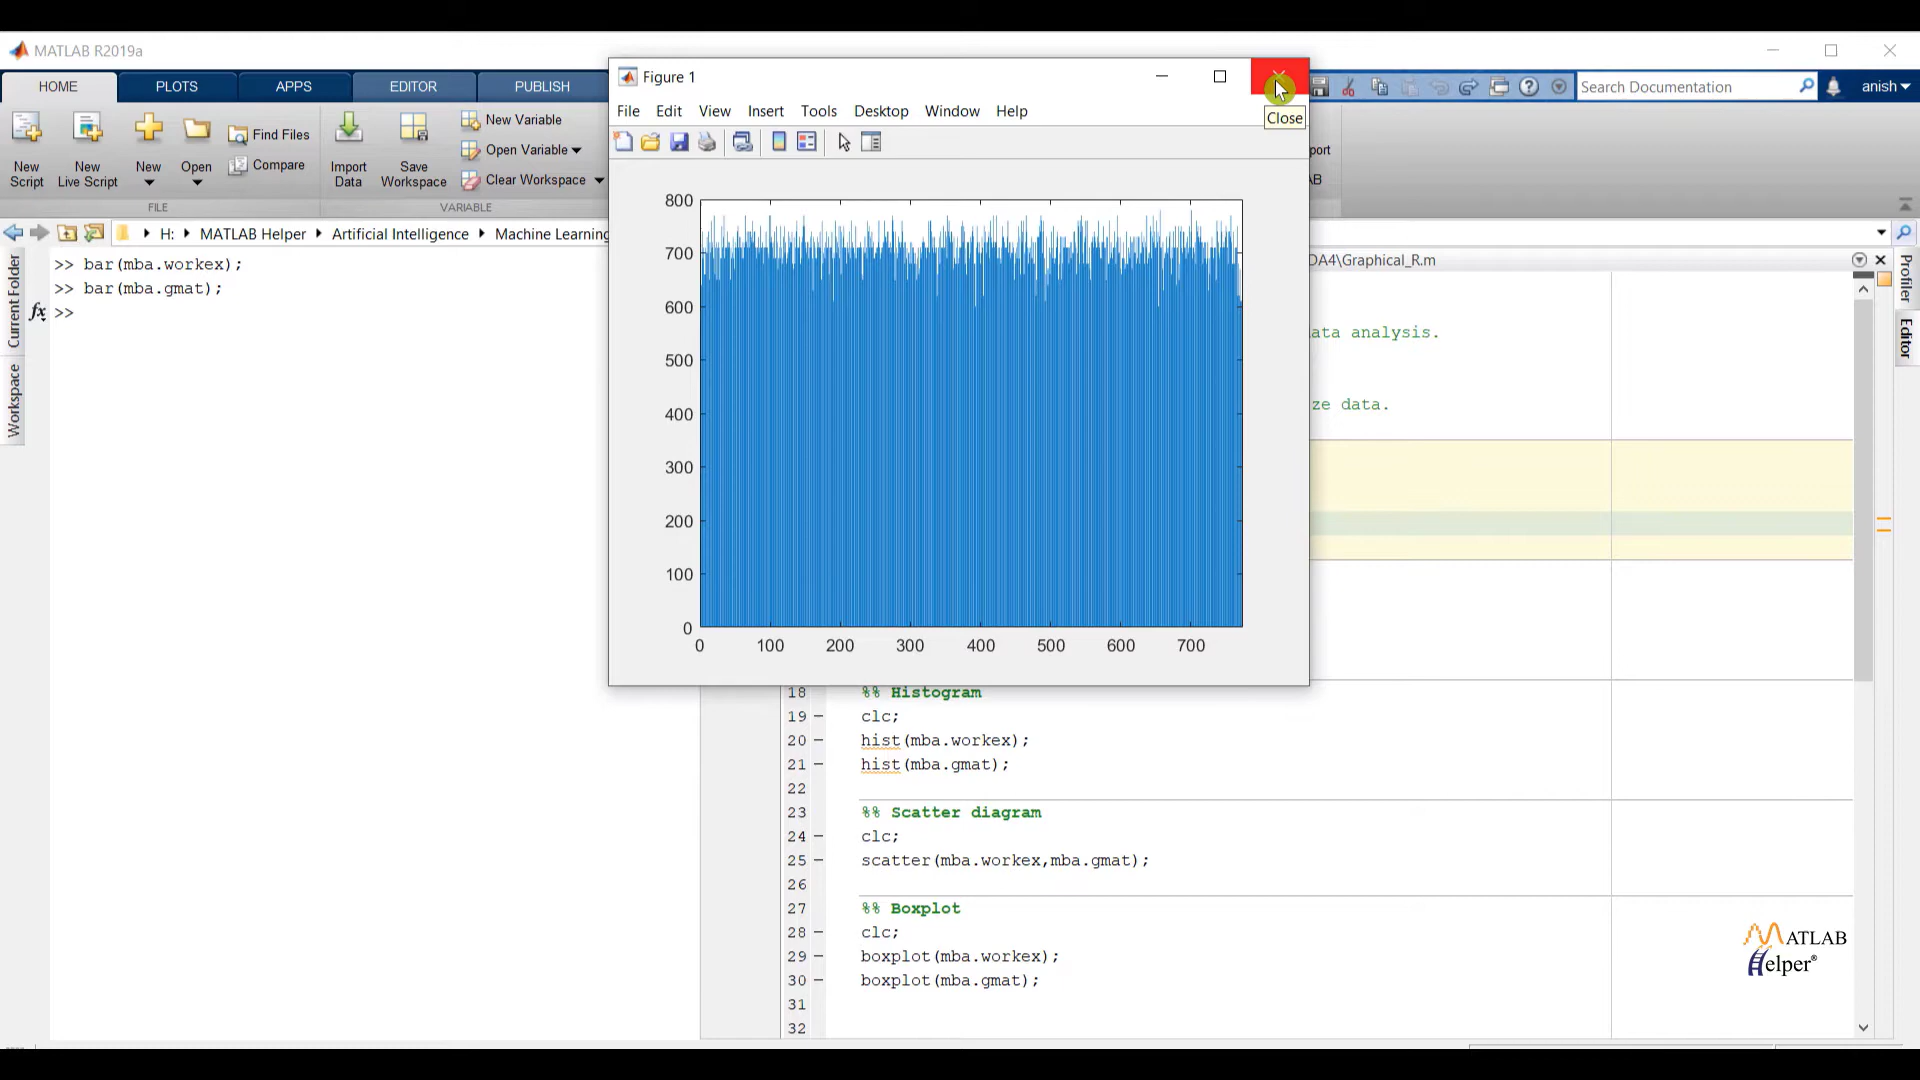 MATLAB R2019a
HOME PLOTS APPS EDITOR PUBLISH
Search Documentation
anish
New Script
New Live Script
New
Open
Find Files
Compare
Import Data
Save Workspace
New Variable
Open Variable
Clear Workspace
FILE
VARIABLE
port
AB
H: MATLAB Helper Artificial Intelligence Machine Learning
Current Folder
Workspace
>> bar(mba.workex);
>> bar(mba.gmat);
fx >>
Figure 1
Close
File Edit View Insert Tools Desktop Window Help
800
700
600
500
400
300
200
100
0
0 100 200 300 400 500 600 700
DA4\Graphical_R.m
Profiler
Editor
ata analysis.
ze data.
18 %% Histogram
19 – clc;
20 – hist(mba.workex);
21 – hist(mba.gmat);
22
23 %% Scatter diagram
24 – clc;
25 – scatter(mba.workex,mba.gmat);
26
27 %% Boxplot
28 – clc;
29 – boxplot(mba.workex);
30 – boxplot(mba.gmat);
31
32
MATLAB
Helper®